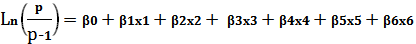 Ln(p/p-1) = β0 + β1x1 + β2x2 + β3x3 + β4x4 + β5x5 + β6x6